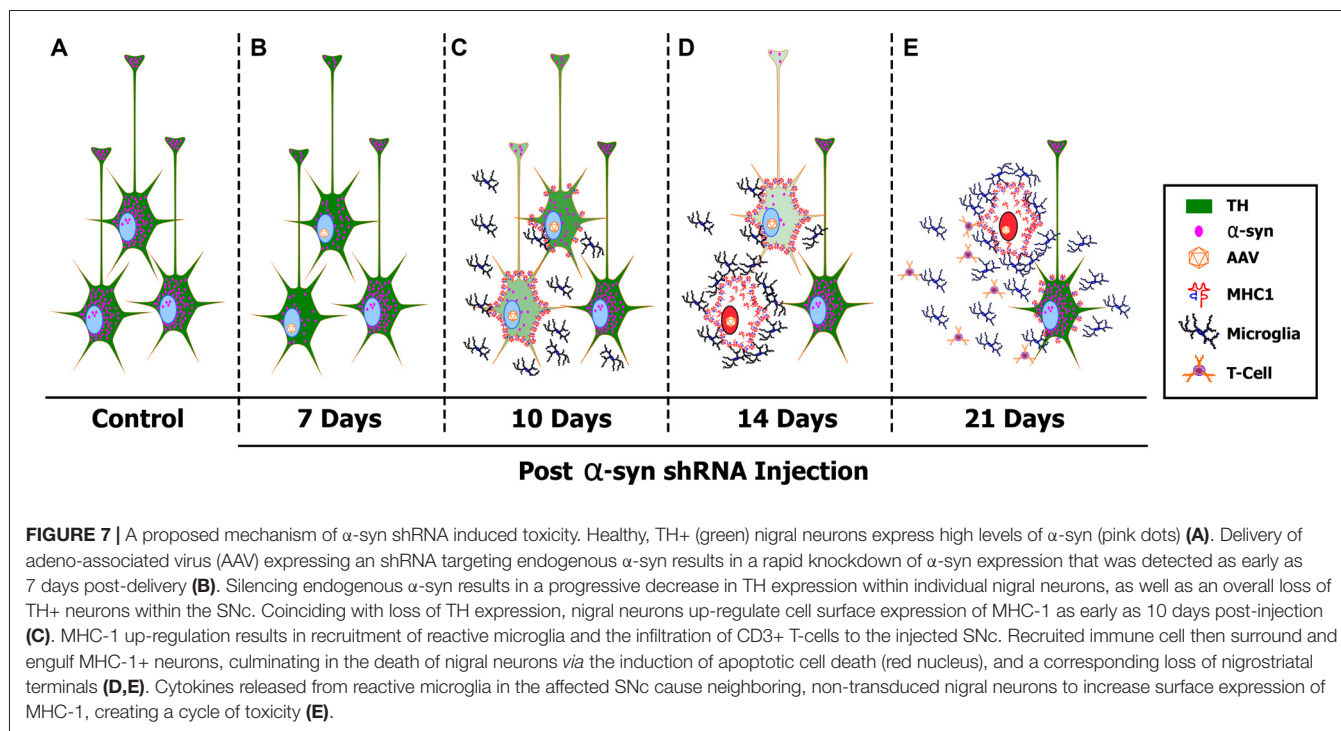 A B C D E
TH
α-syn
AAV
MHC1
Microglia
T-Cell
Control 7 Days 10 Days 14 Days 21 Days
Post α-syn shRNA Injection
FIGURE 7 | A proposed mechanism of α-syn shRNA induced toxicity. Healthy, TH+ (green) nigral neurons express high levels of α-syn (pink dots) (A). Delivery of
adeno-associated virus (AAV) expressing an shRNA targeting endogenous α-syn results in a rapid knockdown of α-syn expression that was detected as early as
7 days post-delivery (B). Silencing endogenous α-syn results in a progressive decrease in TH expression within individual nigral neurons, as well as an overall loss of
TH+ neurons within the SNc. Coinciding with loss of TH expression, nigral neurons up-regulate cell surface expression of MHC-1 as early as 10 days post-injection
(C). MHC-1 up-regulation results in recruitment of reactive microglia and the infiltration of CD3+ T-cells to the injected SNc. Recruited immune cell then surround and
engulf MHC-1+ neurons, culminating in the death of nigral neurons via the induction of apoptotic cell death (red nucleus), and a corresponding loss of nigrostriatal
terminals (D,E). Cytokines released from reactive microglia in the affected SNc cause neighboring, non-transduced nigral neurons to increase surface expression of
MHC-1, creating a cycle of toxicity (E).